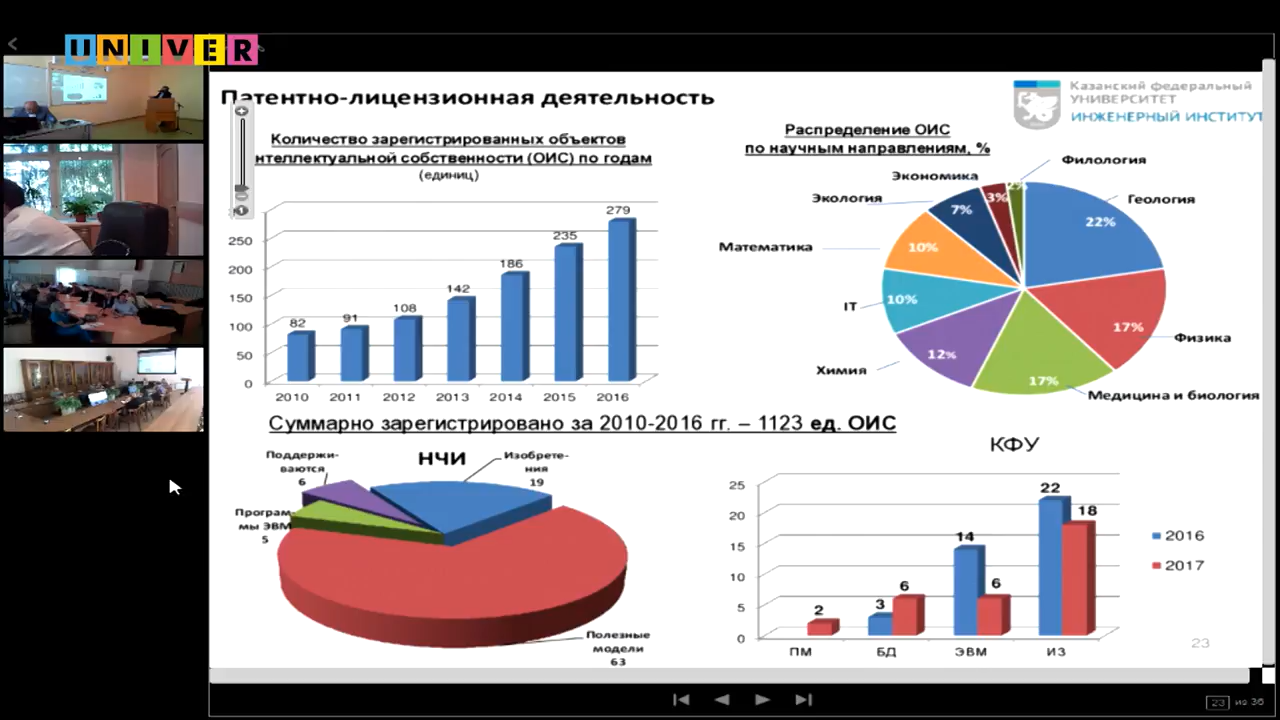 UNIVER
Патентно-лицензионная деятельность
Казанский федеральный
УНИВЕРСИТЕТ
ИНЖЕНЕРНЫЙ ИНСТИТУТ
Количество зарегистрированных объектов
нтеллектуальной собственности (ОИС) по годам
(единиц)
250
200
150
100
50
0
82
91
108
142
186
235
279
2010 2011 2012 2013 2014 2015 2016
Распределение ОИС
по научным направлениям, %
Филология
2%
Геология
22%
Физика
17%
Медицина и биология
17%
Химия
12%
IT
10%
Математика
10%
Экология
7%
Экономика
3%
Суммарно зарегистрировано за 2010-2016 гг. – 1123 ед. ОИС
НЧИ
Поддержи-
ваются
6
Изобрете-
ния
19
Програм-
мы ЭВМ
5
Полезные
модели
63
КФУ
25
20
15
10
5
0
2
3
6
14
6
22
18
ПМ БД ЭВМ ИЗ
2016
2017
23
23 из 36